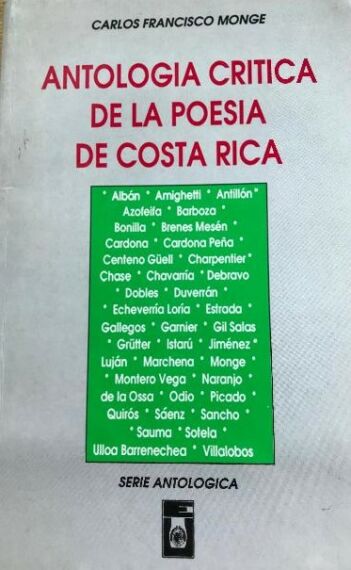 CARLOS FRANCISCO MONGE
ANTOLOGIA CRITICA
DE LA POESIA
DE COSTA RICA
* Albán * Amighetti * Antillón *
Azofeifa * Barboza *
Bonilla * Brenes Mesén *
Cardona * Cardona Peña *
Centeno Güell * Charpentier *
Chase * Chavarría * Debravo
* Dobles * Duverrán *
* Echeverría Loría * Estrada *
Gallegos * Garnier * Gil Salas
* Grütter * Istarú * Jiménez *
Luján * Marchena * Monge *
* Montero Vega * Naranjo *
de la Ossa * Odio * Picado *
Quirós * Sáenz * Sancho *
* Sauma * Sotela *
Ulloa Barrenechea * Villalobos
SERIE ANTOLOGICA